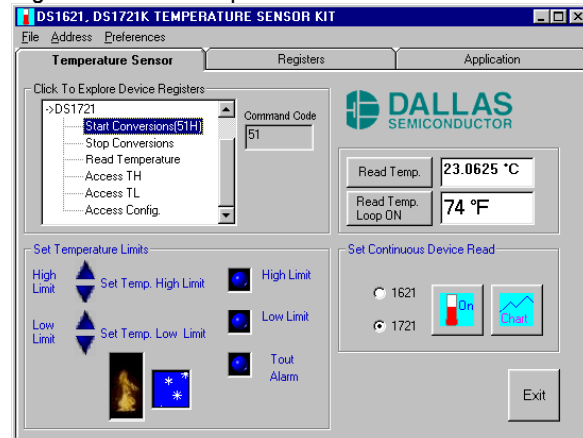 DS1621, DS1721K TEMPERATURE SENSOR KIT
File Address Preferences
Temperature Sensor
Registers
Application
Click To Explore Device Registers
->DS1721
Start Conversions(51H)
Stop Conversions
Read Temperature
Access TH
Access TL
Access Config.
Command Code
51
DALLAS
SEMICONDUCTOR
Read Temp.
23.0625 °C
Read Temp.
Loop ON
74 °F
Set Temperature Limits
High
Limit
Set Temp. High Limit
High Limit
Low
Limit
Set Temp. Low Limit
Low Limit
Tout
Alarm
Set Continuous Device Read
1621
1721
On
Chart
Exit